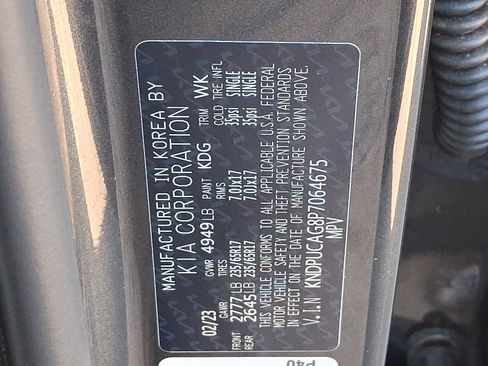 MANUFACTURED IN KOREA BY
KIA CORPORATION
02/23 GVWR 4949LB PAINT KDG TRIM WK
GAWR TIRES RIMS COLD TIRE INFL
2777LB 235/65R17 7.0Jx17 35psi SINGLE
2645LB 235/65R17 7.0Jx17 35psi SINGLE
THIS VEHICLE CONFORMS TO ALL APPLICABLE U.S.A. FEDERAL
MOTOR VEHICLE SAFETY AND THEFT PREVENTION STANDARDS
IN EFFECT ON THE DATE OF MANUFACTURE SHOWN ABOVE.
V.I.N KNDPUCAG8P7064675
MPV
P40